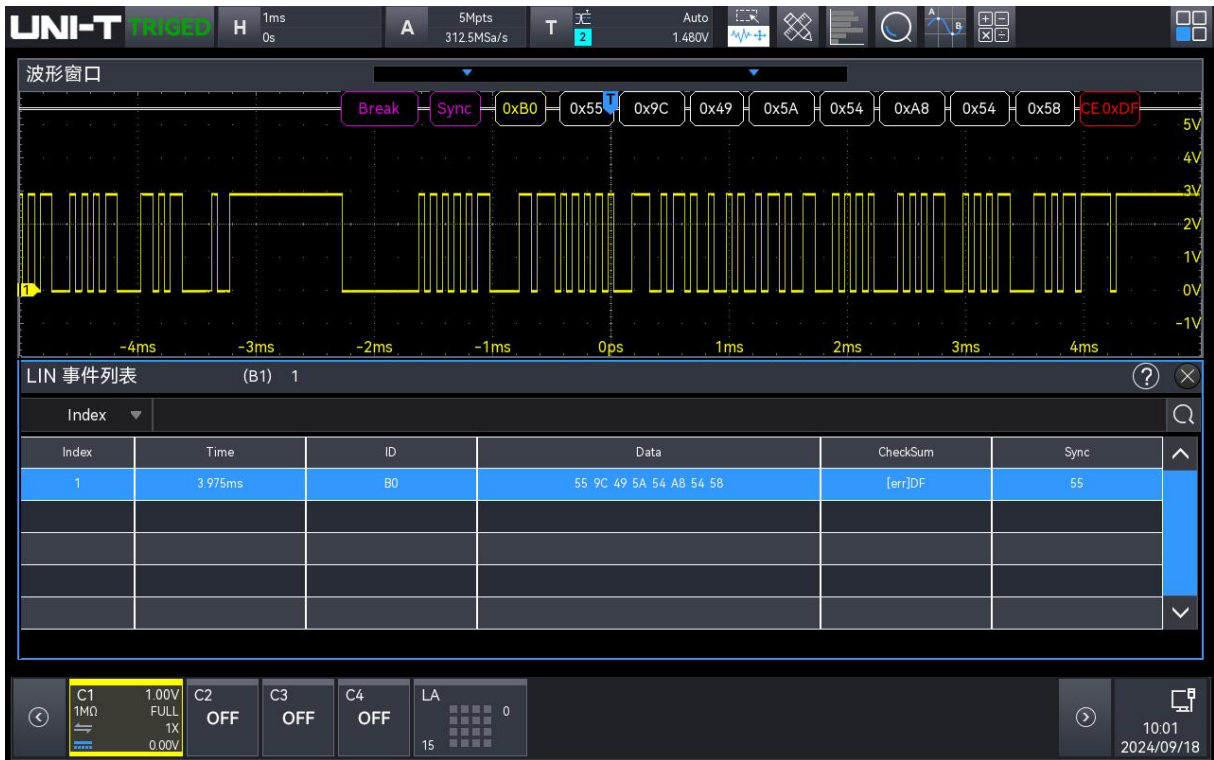 UNI-T TRIGED H 1ms 0s A 5Mpts 312.5MSa/s T 2 Auto 1.480V A B
波形窗口
T
Break Sync 0xB0 0x55 0x9C 0x49 0x5A 0x54 0xA8 0x54 0x58 CE:0xDF
5V
4V
3V
2V
1V
1 0V
-1V
-4ms -3ms -2ms -1ms 0ps 1ms 2ms 3ms 4ms
LIN 事件列表 (B1) 1 ?
Index
Index Time ID Data CheckSum Sync
1 3.975ms B0 55 9C 49 5A 54 A8 54 58 [err]DF 55
C1 1.00V C2 C3 C4 LA
1MΩ FULL OFF OFF OFF 0
1X
0.00V 15
10:01
2024/09/18